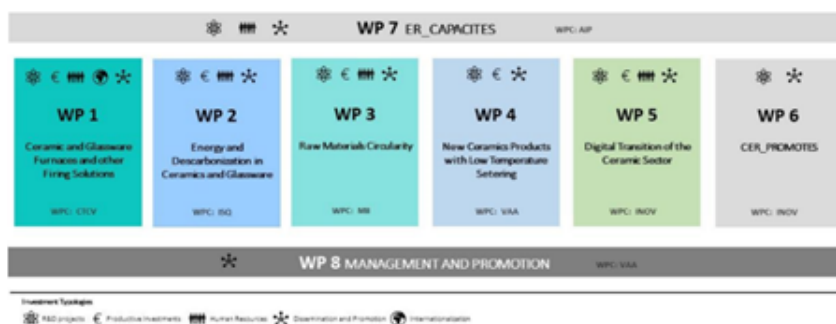 WP 7 ER_CAPACITES WPC: AIP
WP 1
Ceramic and Glassware
Furnaces and other
Firing Solutions
WPC: CTCV
WP 2
Energy and
Descarbonization in
Ceramics and Glassware
WPC: ISQ
WP 3
Raw Materials Circularity
WPC: MB
WP 4
New Ceramics Products
with Low Temperature
Setering
WPC: VAA
WP 5
Digital Transition of the
Ceramic Sector
WPC: INOV
WP 6
CER_PROMOTES
WPC: INOV
WP 8 MANAGEMENT AND PROMOTION WPC: VAA
Investment Typologies
R&D projects € Productive Investments Human Resources Dissemination and Promotion Internationalization